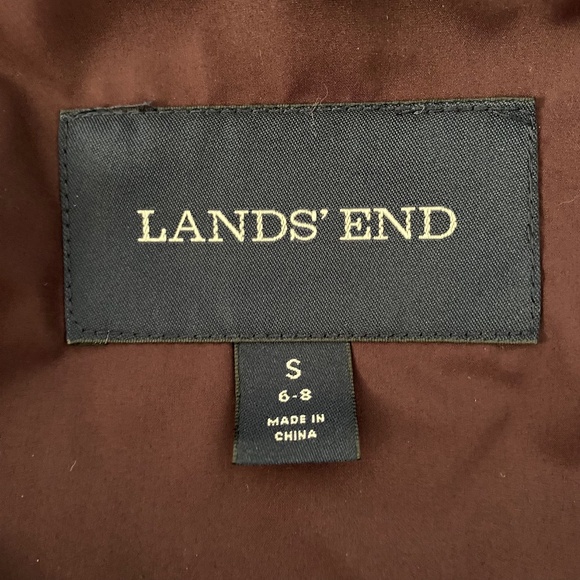 LANDS' END
S
6-8
MADE IN
CHINA